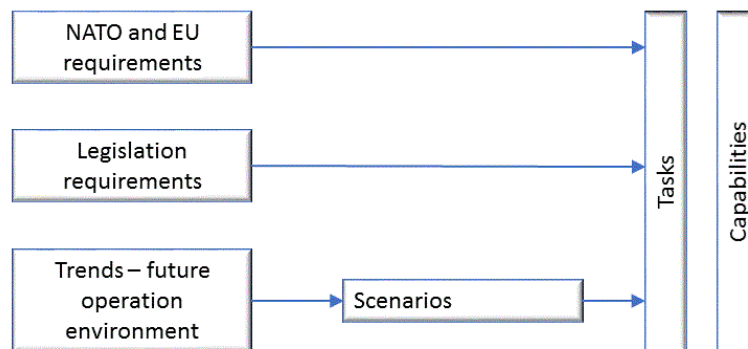 NATO and EU
requirements
Legislation
requirements
Trends – future
operation
environment
Scenarios
Tasks
Capabilities